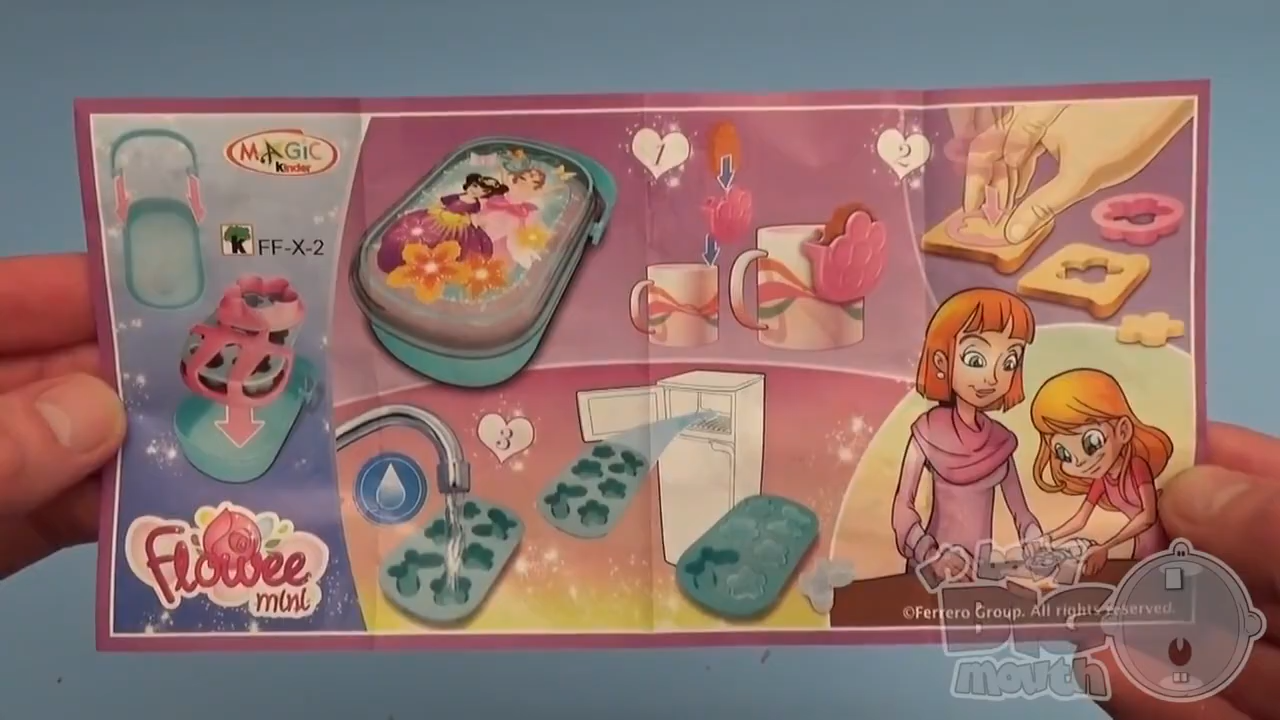 MAGIC
Kinder
K FF-X-2
1
2
3
Flowee
mini
©Ferrero Group. All rights reserved.
Baby
Big
mouth